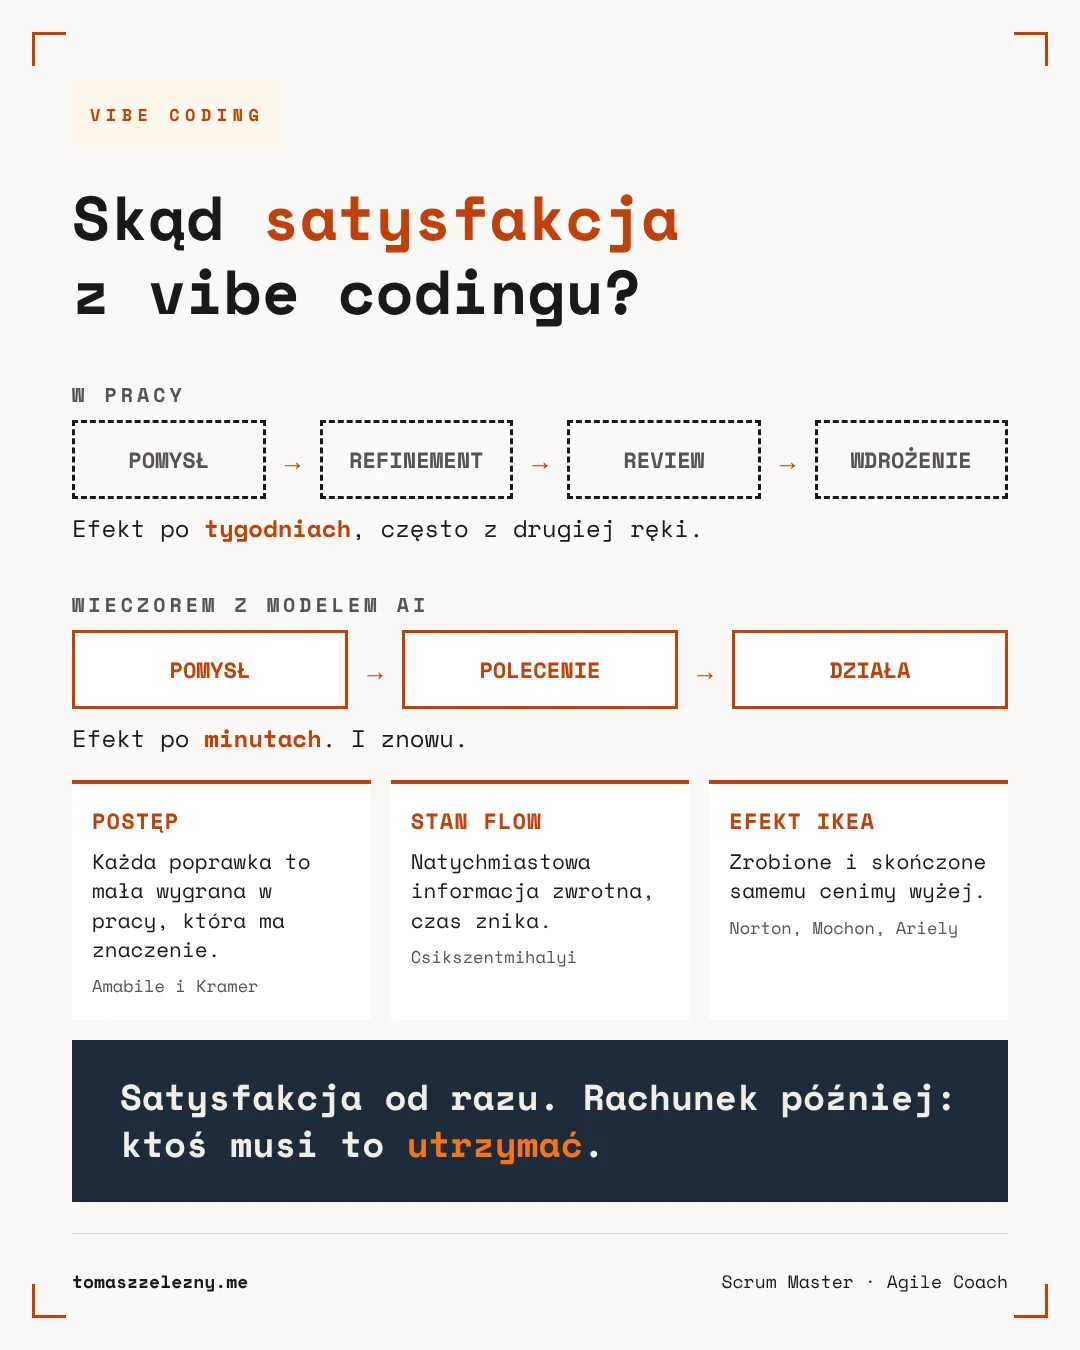 VIBE CODING
Skąd satysfakcja
z vibe codingu?
W PRACY
POMYSŁ → REFINEMENT → REVIEW → WDROŻENIE
Efekt po tygodniach, często z drugiej ręki.
WIECZOREM Z MODELEM AI
POMYSŁ → POLECENIE → DZIAŁA
Efekt po minutach. I znowu.
POSTĘP
Każda poprawka to
mała wygrana w
pracy, która ma
znaczenie.
Amabile i Kramer
STAN FLOW
Natychmiastowa
informacja zwrotna,
czas znika.
Csikszentmihalyi
EFEKT IKEA
Zrobione i skończone
samemu cenimy wyżej.
Norton, Mochon, Ariely
Satysfakcja od razu. Rachunek później:
ktoś musi to utrzymać.
tomaszzelezny.me
Scrum Master · Agile Coach